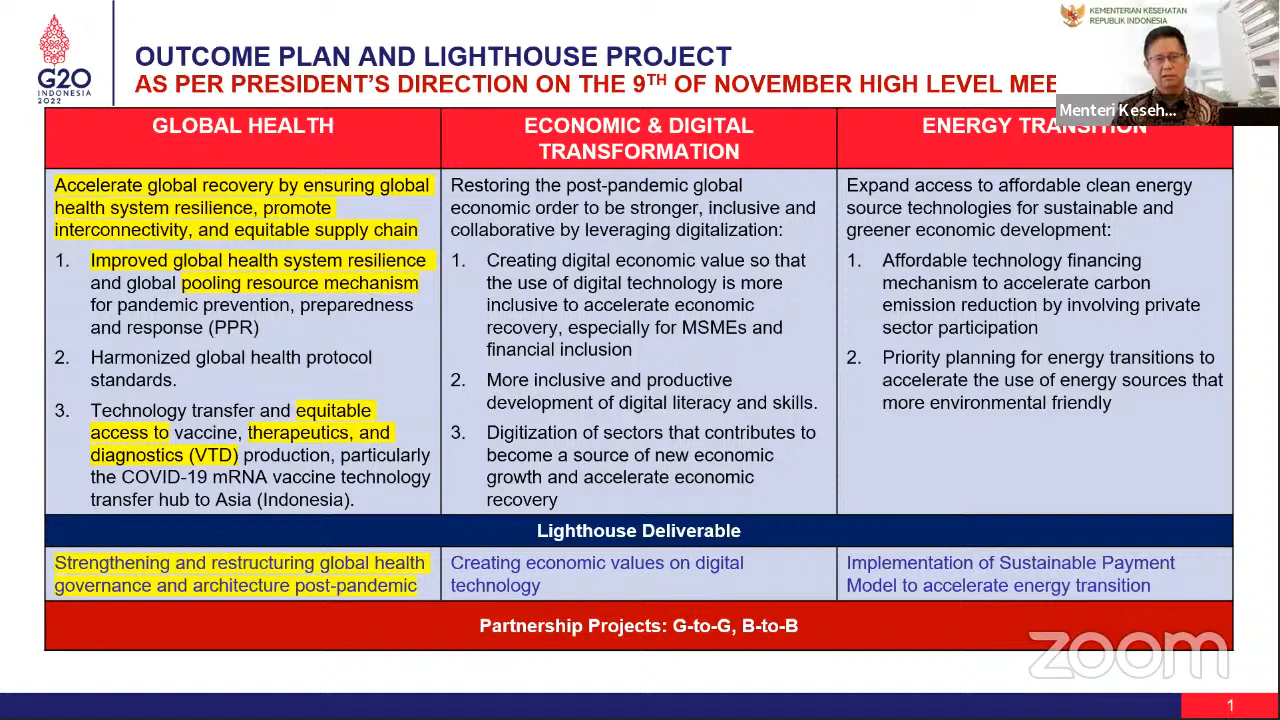 G20
INDONESIA
2022
KEMENTERIAN KESEHATAN
REPUBLIK INDONESIA
OUTCOME PLAN AND LIGHTHOUSE PROJECT
AS PER PRESIDENT'S DIRECTION ON THE 9TH OF NOVEMBER HIGH LEVEL MEE
Menteri Keseh...
GLOBAL HEALTH
Accelerate global recovery by ensuring global
health system resilience, promote
interconnectivity, and equitable supply chain
1. Improved global health system resilience
and global pooling resource mechanism
for pandemic prevention, preparedness
and response (PPR)
2. Harmonized global health protocol
standards.
3. Technology transfer and equitable
access to vaccine, therapeutics, and
diagnostics (VTD) production, particularly
the COVID-19 mRNA vaccine technology
transfer hub to Asia (Indonesia).
ECONOMIC & DIGITAL
TRANSFORMATION
Restoring the post-pandemic global
economic order to be stronger, inclusive and
collaborative by leveraging digitalization:
1. Creating digital economic value so that
the use of digital technology is more
inclusive to accelerate economic
recovery, especially for MSMEs and
financial inclusion
2. More inclusive and productive
development of digital literacy and skills.
3. Digitization of sectors that contributes to
become a source of new economic
growth and accelerate economic
recovery
ENERGY TRANSITION
Expand access to affordable clean energy
source technologies for sustainable and
greener economic development:
1. Affordable technology financing
mechanism to accelerate carbon
emission reduction by involving private
sector participation
2. Priority planning for energy transitions to
accelerate the use of energy sources that
more environmental friendly
Lighthouse Deliverable
Strengthening and restructuring global health
governance and architecture post-pandemic
Creating economic values on digital
technology
Implementation of Sustainable Payment
Model to accelerate energy transition
Partnership Projects: G-to-G, B-to-B
zoom
1